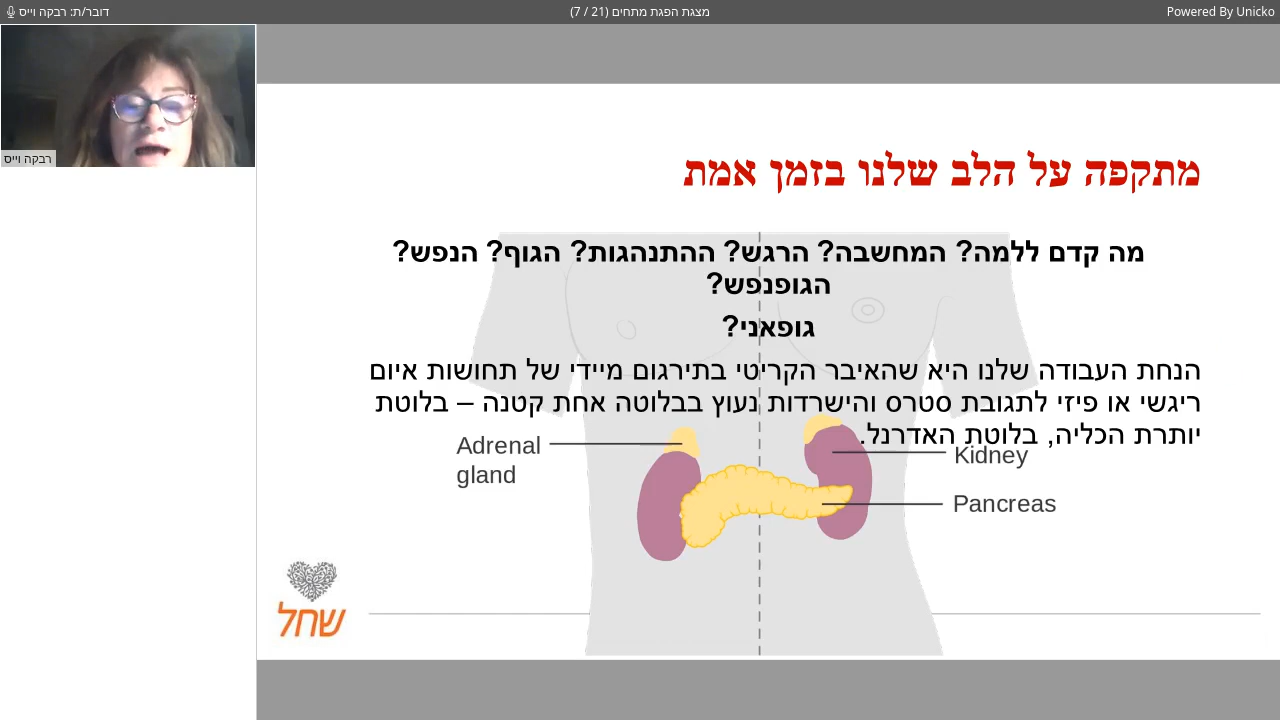 דובר/ת: רבקה וייס
מצגת הפגת מתחים (21 / 7)
Powered By Unicko
רבקה וייס
מתקפה על הלב שלנו בזמן אמת
מה קדם ללמה? המחשבה? הרגש? ההתנהגות? הגוף? הנפש?
הגופנפש?
גופאני?
הנחת העבודה שלנו היא שהאיבר הקריטי בתירגום מיידי של תחושות איום
ריגשי או פיזי לתגובת סטרס והישרדות נעוץ בבלוטה אחת קטנה – בלוטת
יותרת הכליה, בלוטת האדרנל.
Adrenal
gland
Kidney
Pancreas
שחל